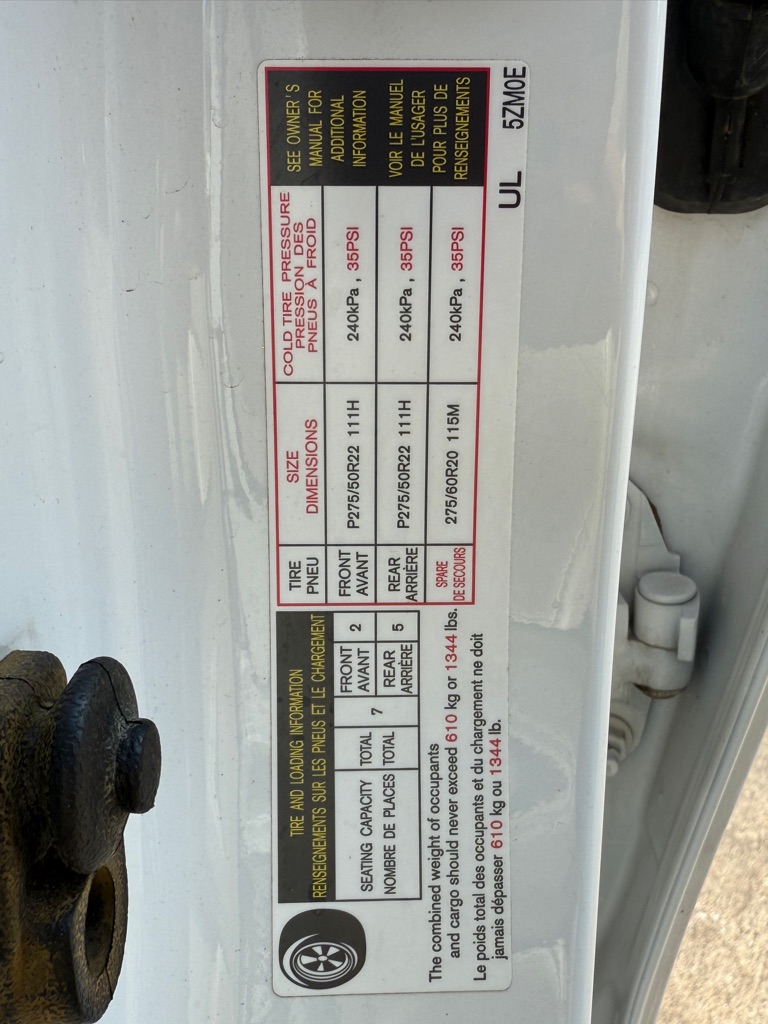 TIRE AND LOADING INFORMATION
RENSEIGNEMENTS SUR LES PNEUS ET LE CHARGEMENT
SEATING CAPACITY TOTAL 7 FRONT 2
NOMBRE DE PLACES TOTAL AVANT
REAR 5
ARRIÈRE
The combined weight of occupants
and cargo should never exceed 610 kg or 1344 lbs.
Le poids total des occupants et du chargement ne doit
jamais dépasser 610 kg ou 1344 lb.
TIRE SIZE COLD TIRE PRESSURE
PNEU DIMENSIONS PRESSION DES
PNEUS À FROID
FRONT P275/50R22 111H 240kPa , 35PSI
AVANT
REAR P275/50R22 111H 240kPa , 35PSI
ARRIÈRE
SPARE 275/60R20 115M 240kPa , 35PSI
DE SECOURS
SEE OWNER'S
MANUAL FOR
ADDITIONAL
INFORMATION
VOIR LE MANUEL
DE L'USAGER
POUR PLUS DE
RENSEIGNEMENTS
UL 5ZM0E